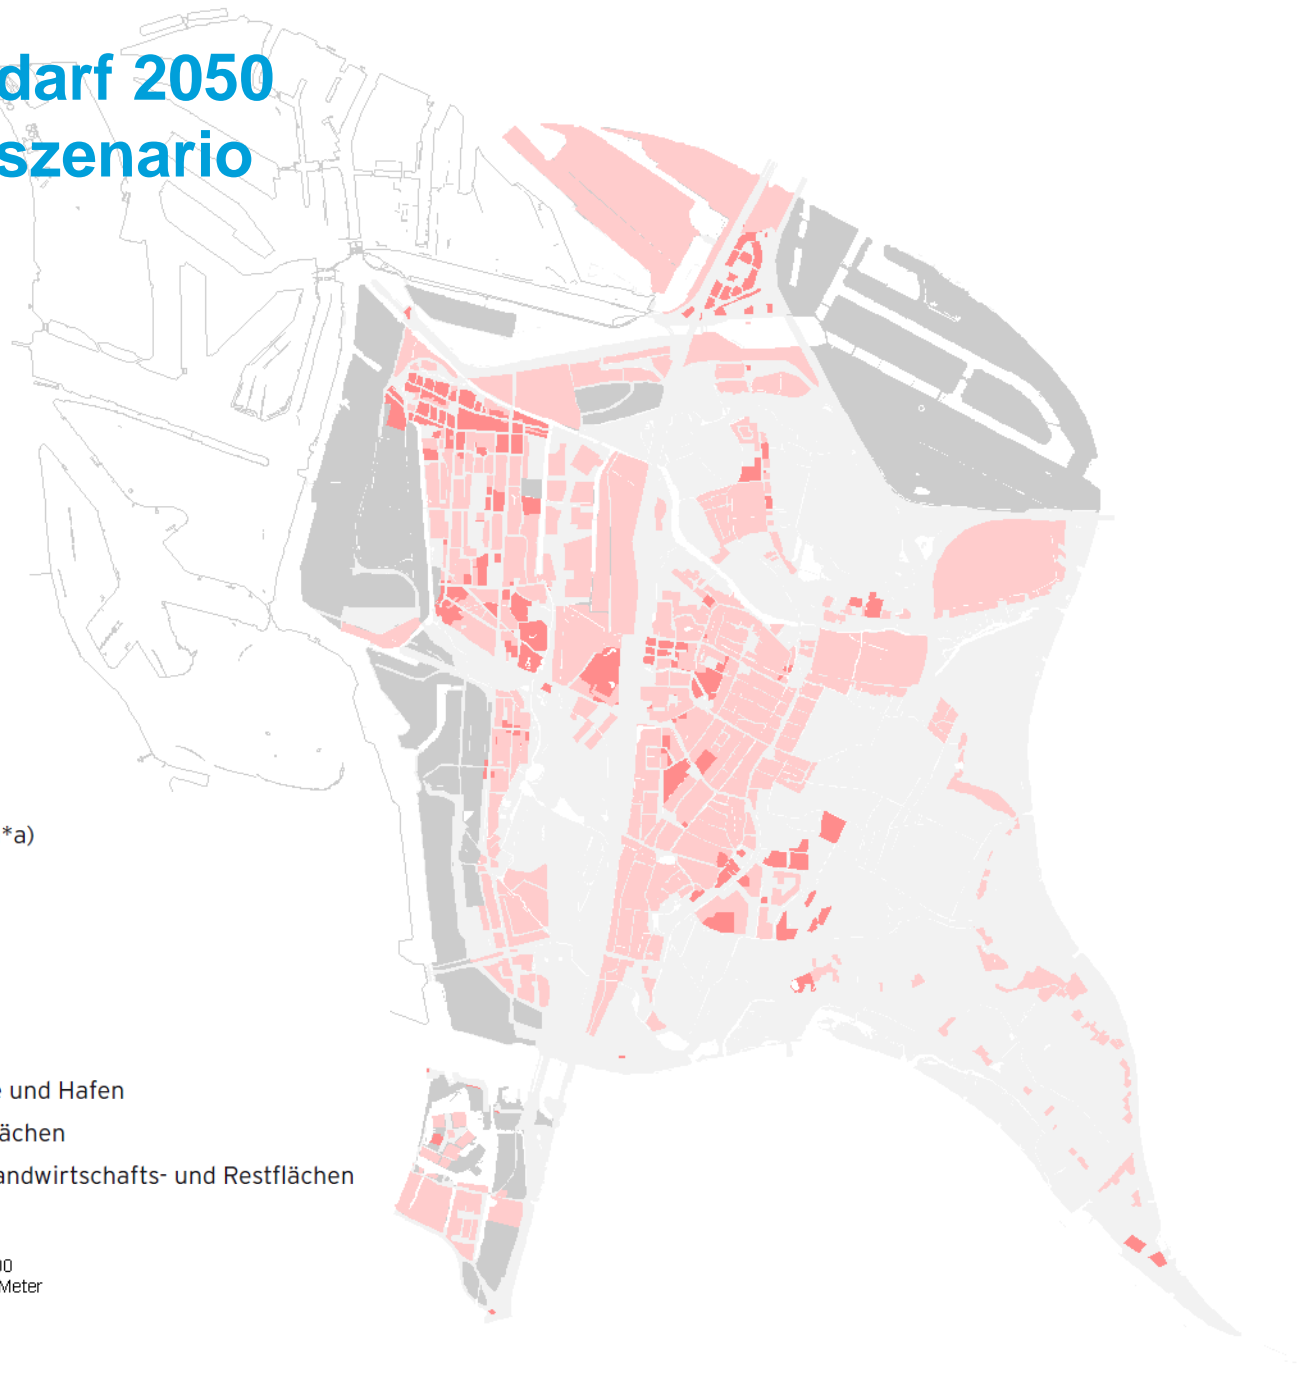 darf 2050
szenario
*a)
e und Hafen
ächen
andwirtschafts- und Restflächen
00
Meter